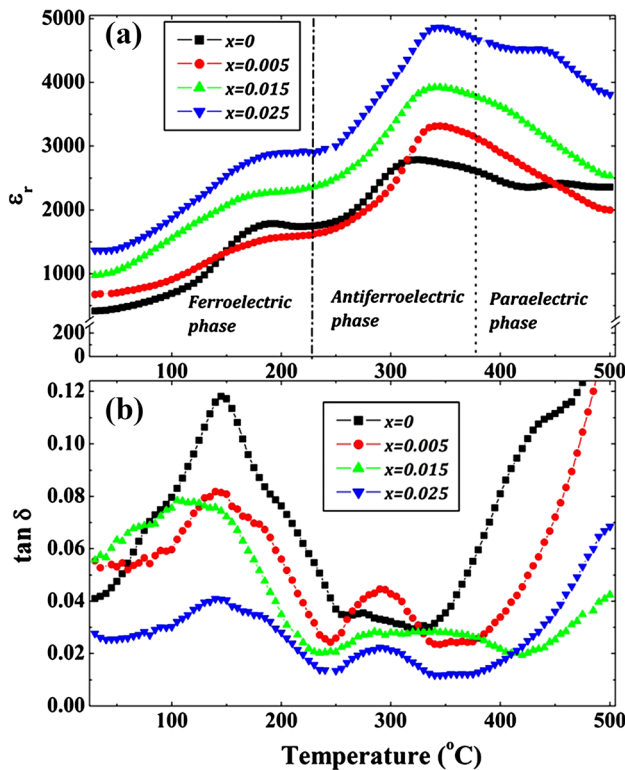 (a)
x=0
x=0.005
x=0.015
x=0.025
5000
4000
3000
2000
1000
200
0
εr
Ferroelectric
phase
Antiferroelectric
phase
Paraelectric
phase
100
200
300
400
500
(b)
x=0
x=0.005
x=0.015
x=0.025
0.12
0.10
0.08
0.06
0.04
0.02
0.00
tan δ
100
200
300
400
500
Temperature (°C)